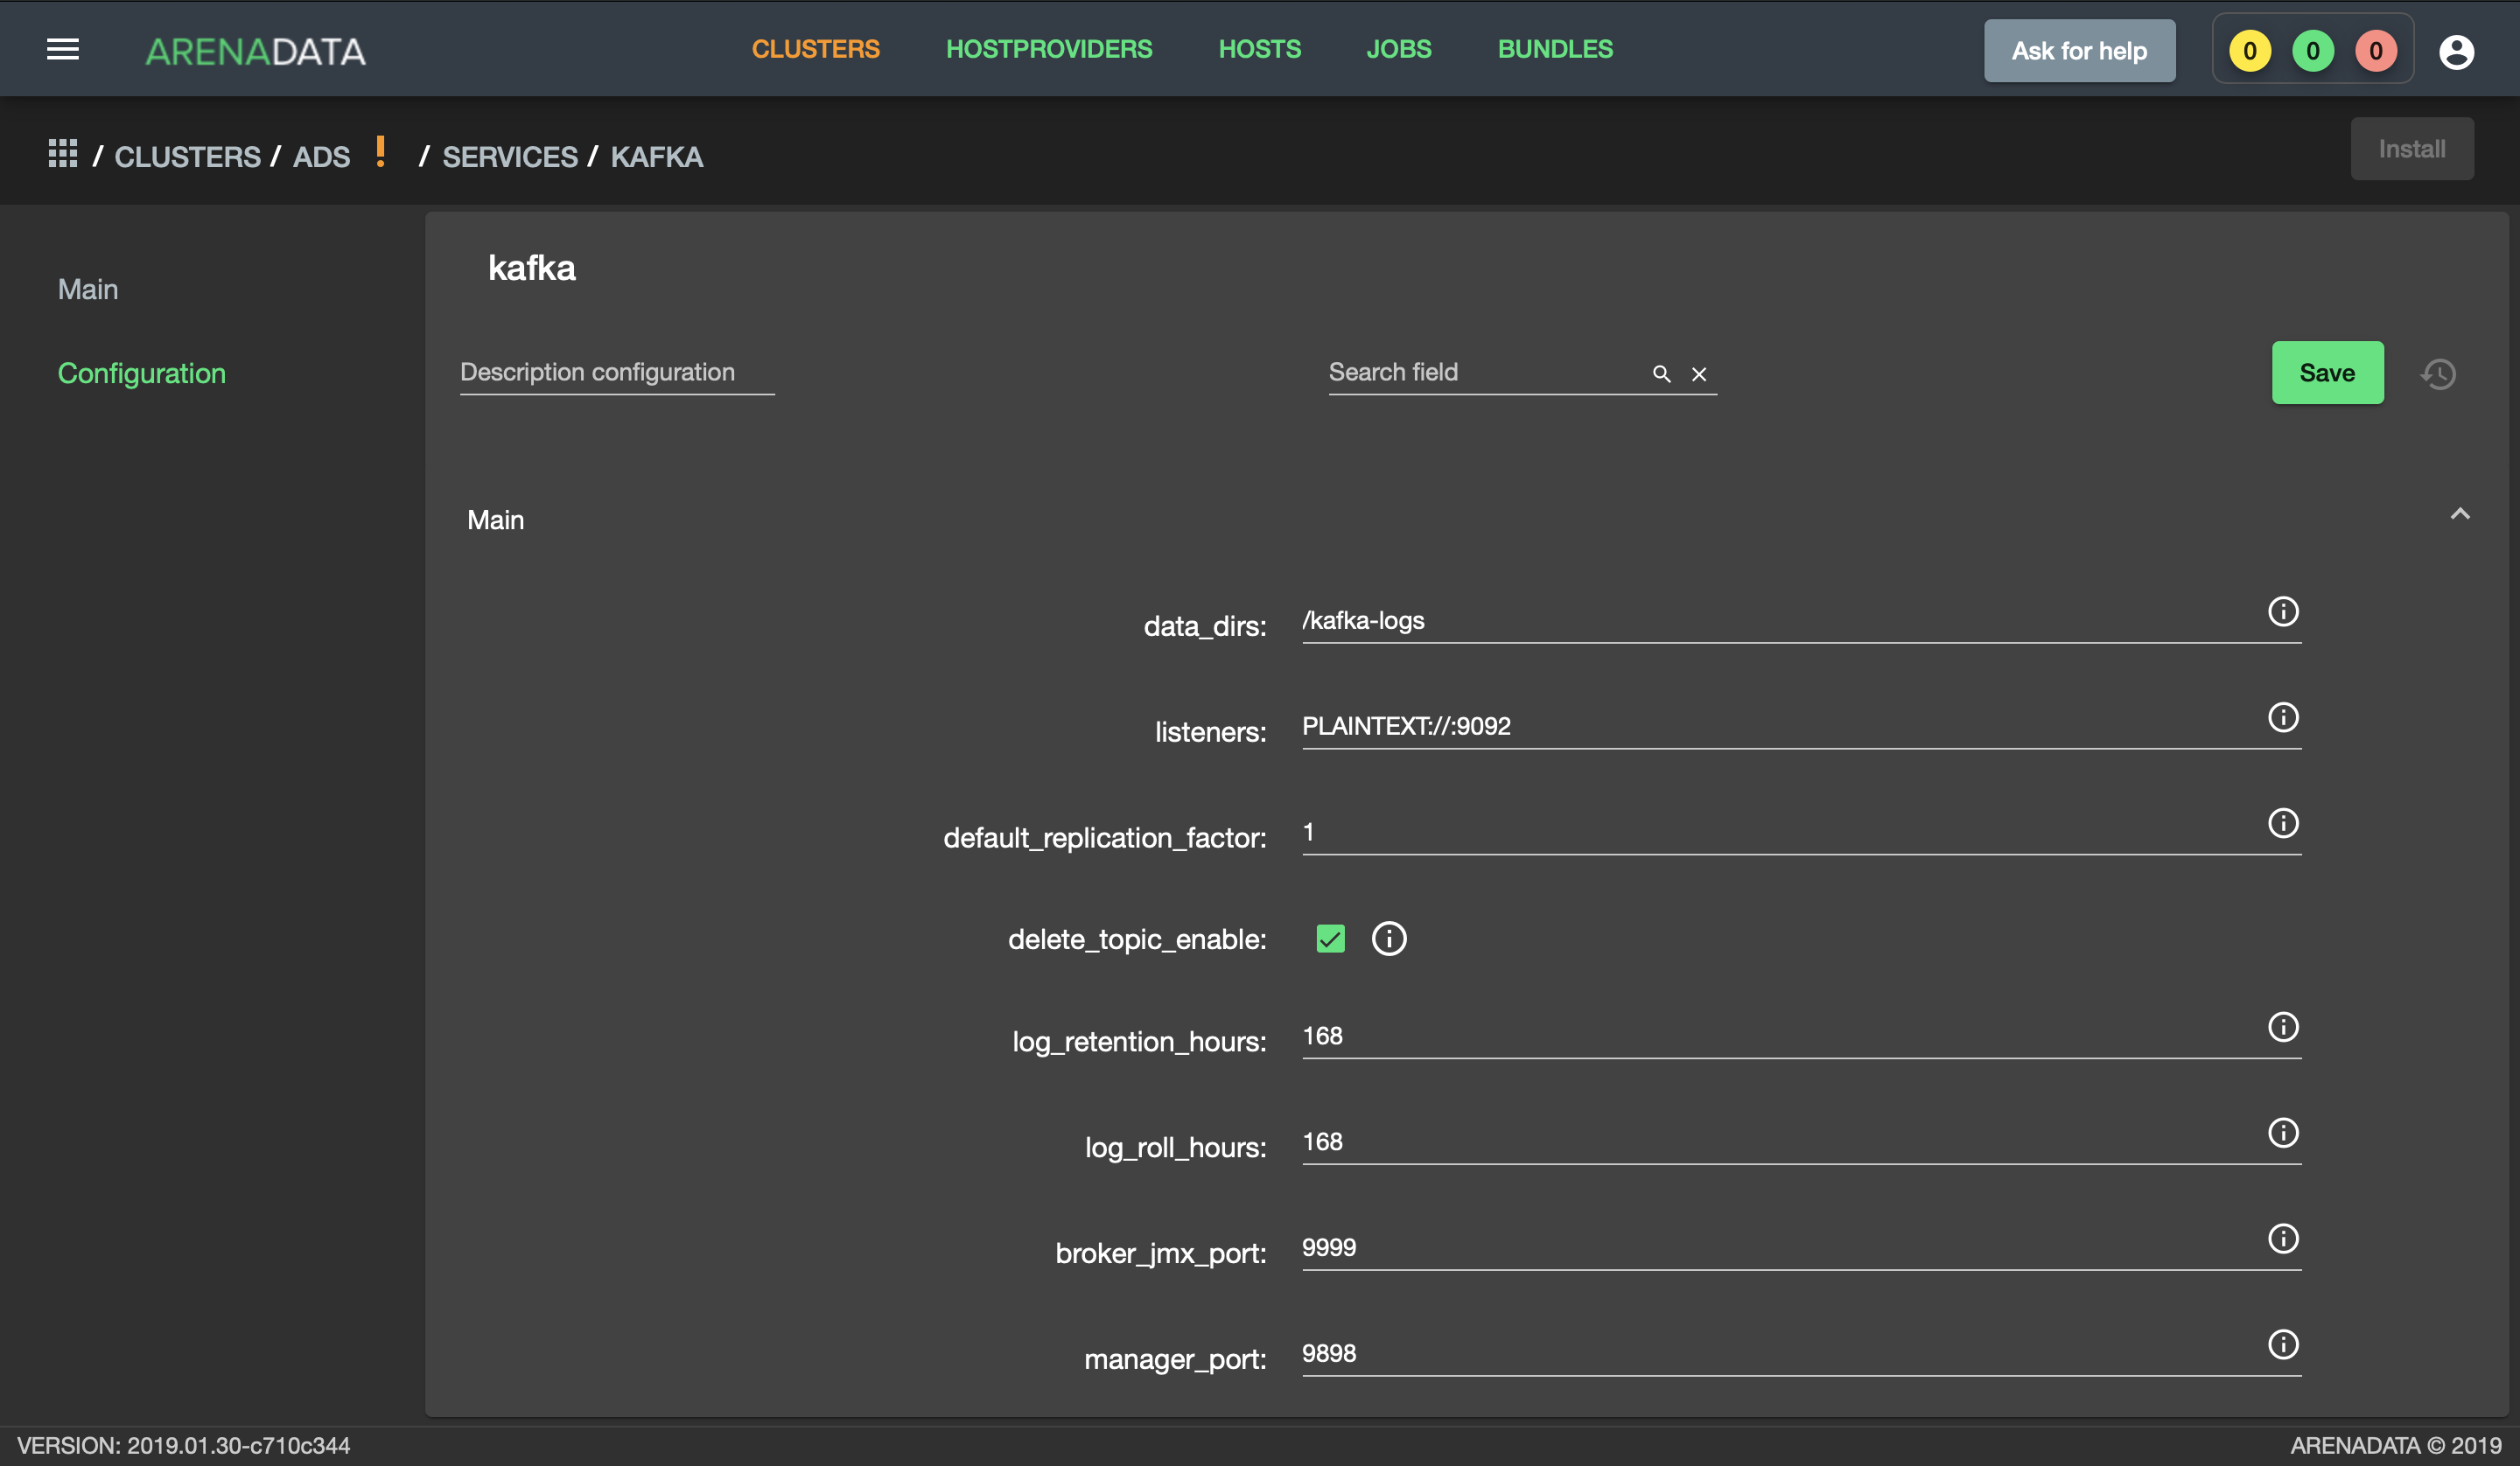 ARENADATA CLUSTERS HOSTPROVIDERS HOSTS JOBS BUNDLES Ask for help 0 0 0
/ CLUSTERS / ADS ! / SERVICES / KAFKA Install
Main
Configuration
kafka
Description configuration Search field Save
Main
data_dirs: /kafka-logs
listeners: PLAINTEXT://:9092
default_replication_factor: 1
delete_topic_enable:
log_retention_hours: 168
log_roll_hours: 168
broker_jmx_port: 9999
manager_port: 9898
VERSION: 2019.01.30-c710c344 ARENADATA © 2019